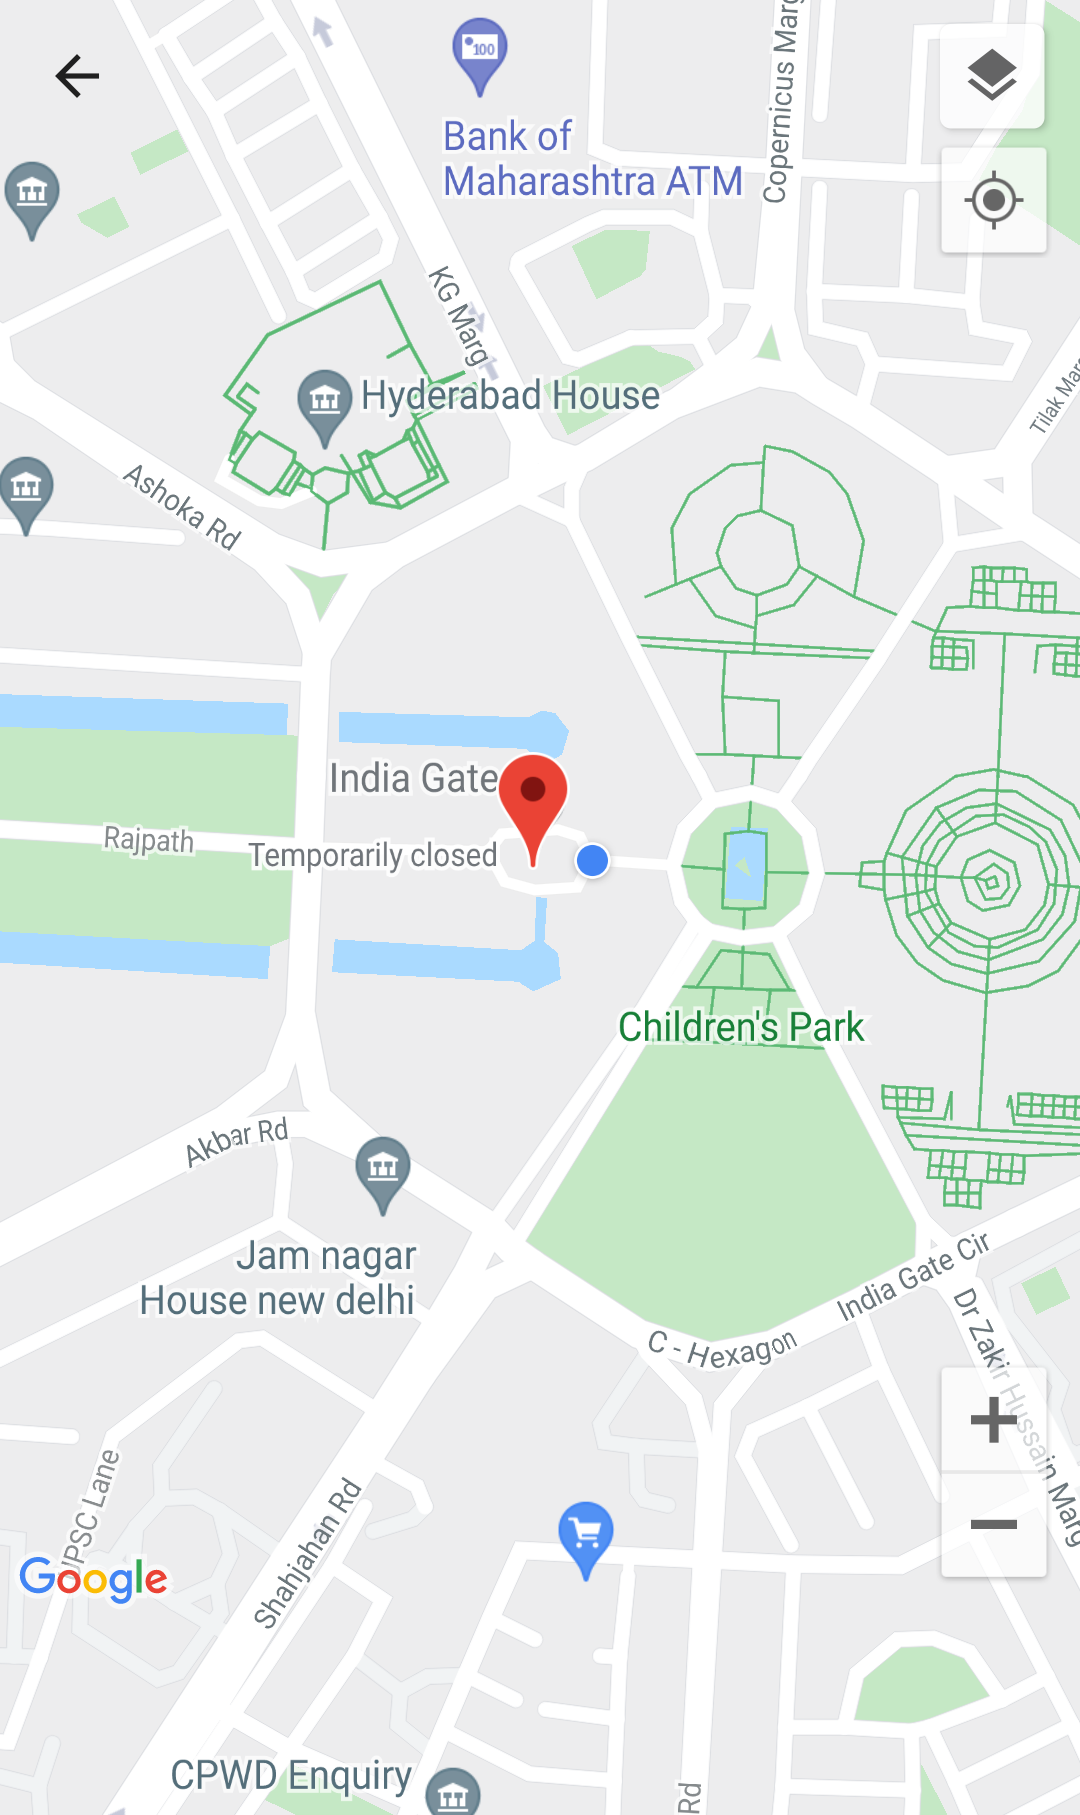 100
Bank of
Maharashtra ATM
Copernicus Marg
KG Marg
Hyderabad House
Tilak Marg
Ashoka Rd
India Gate
Rajpath
Temporarily closed
Children's Park
Akbar Rd
Jam nagar
House new delhi
India Gate Cir
C - Hexagon
Dr Zakir Hussain Marg
UPSC Lane
Shahjahan Rd
Google
CPWD Enquiry
Rd